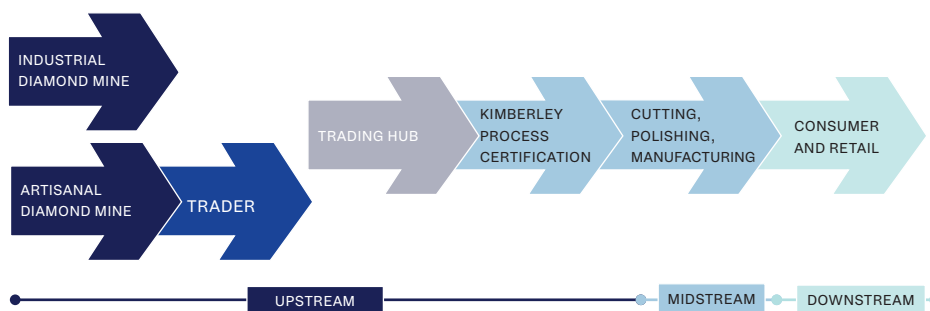 INDUSTRIAL
DIAMOND MINE
ARTISANAL
DIAMOND MINE
TRADER
TRADING HUB
KIMBERLEY
PROCESS
CERTIFICATION
CUTTING,
POLISHING,
MANUFACTURING
CONSUMER
AND RETAIL
UPSTREAM
MIDSTREAM
DOWNSTREAM